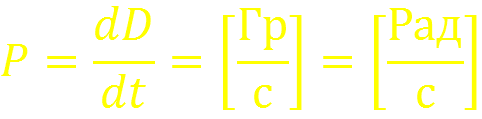 P = dD/dt = [Гр/с] = [Рад/с]